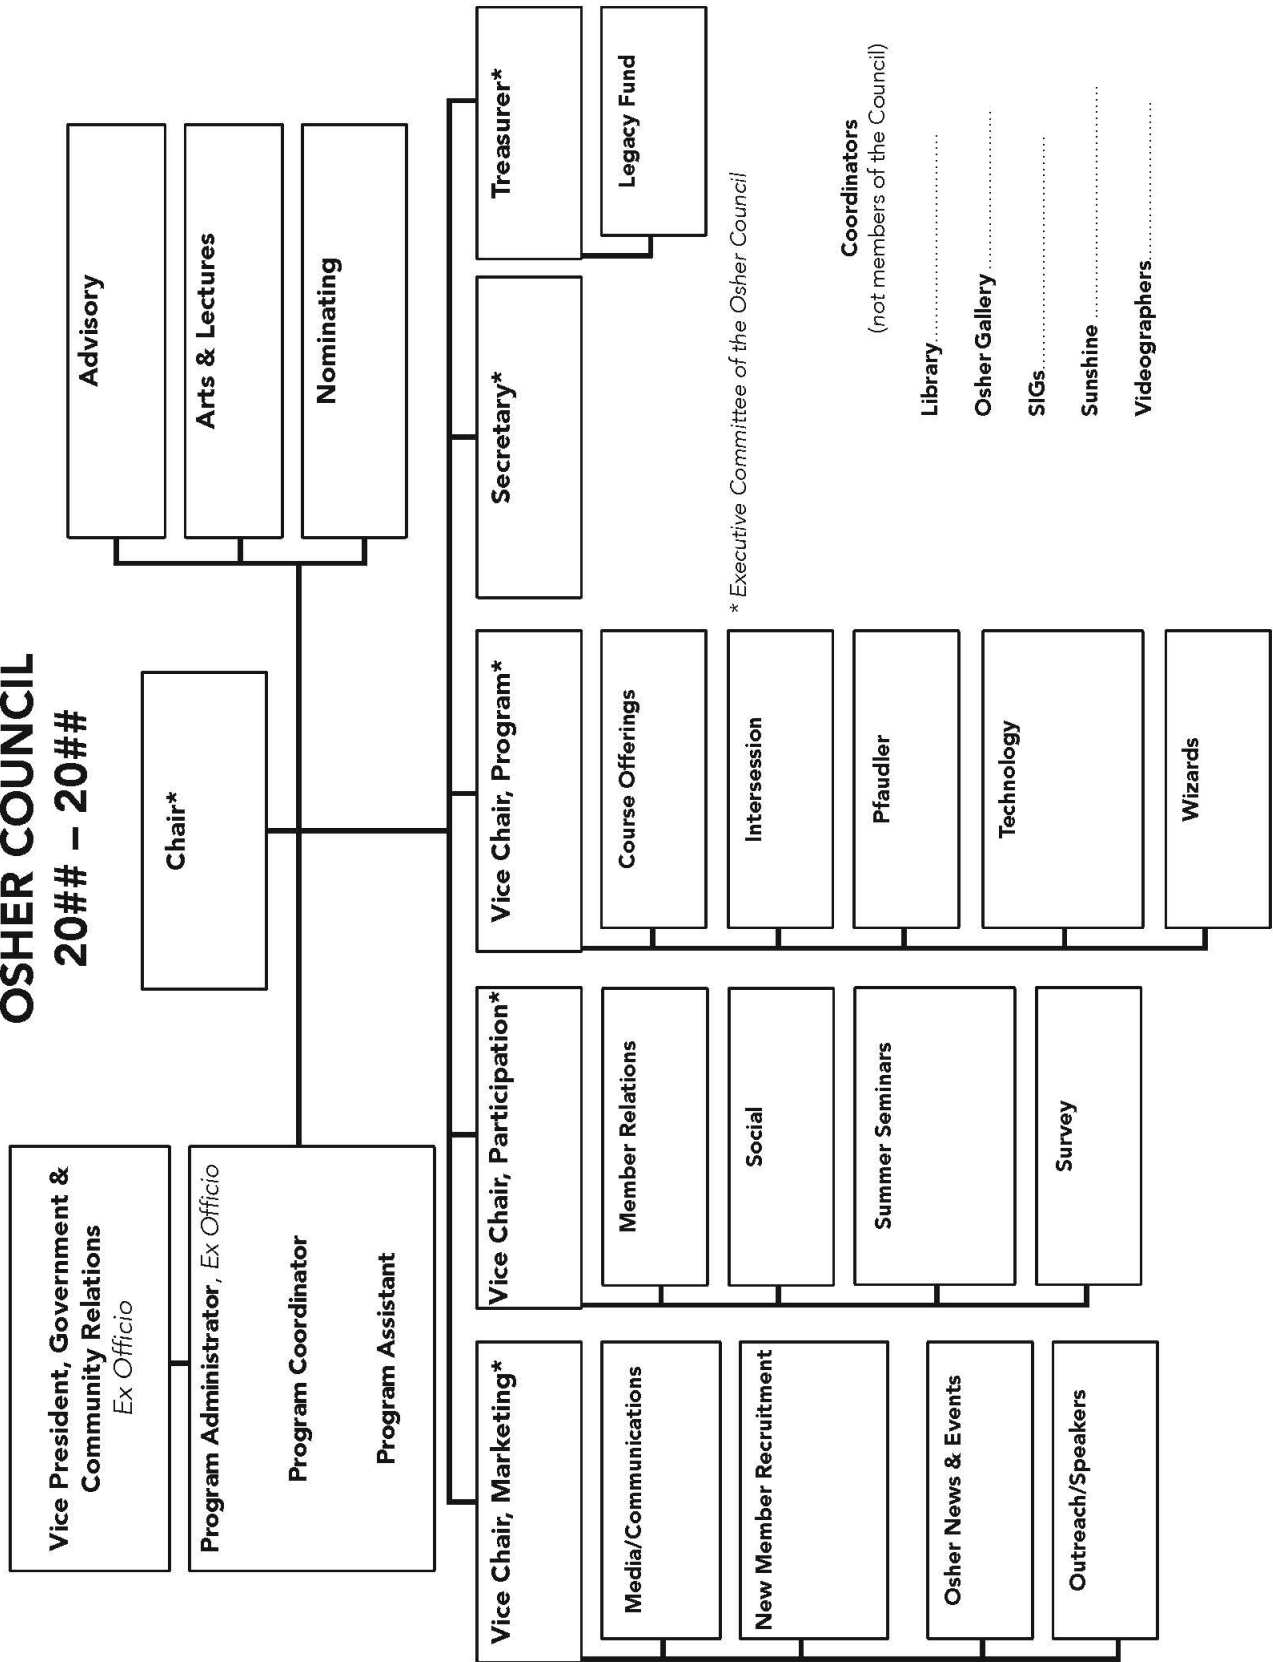 OSHER COUNCIL
20## – 20##
Vice President, Government &
Community Relations
Ex Officio
Program Administrator, Ex Officio
Program Coordinator
Program Assistant
Chair*
Advisory
Arts & Lectures
Nominating
Vice Chair, Marketing*
Media/Communications
New Member Recruitment
Osher News & Events
Outreach/Speakers
Vice Chair, Participation*
Member Relations
Social
Summer Seminars
Survey
Vice Chair, Program*
Course Offerings
Intersession
Pfaudler
Technology
Wizards
Secretary*
Treasurer*
Legacy Fund
* Executive Committee of the Osher Council
Coordinators
(not members of the Council)
Library
Osher Gallery
SIGs
Sunshine
Videographers